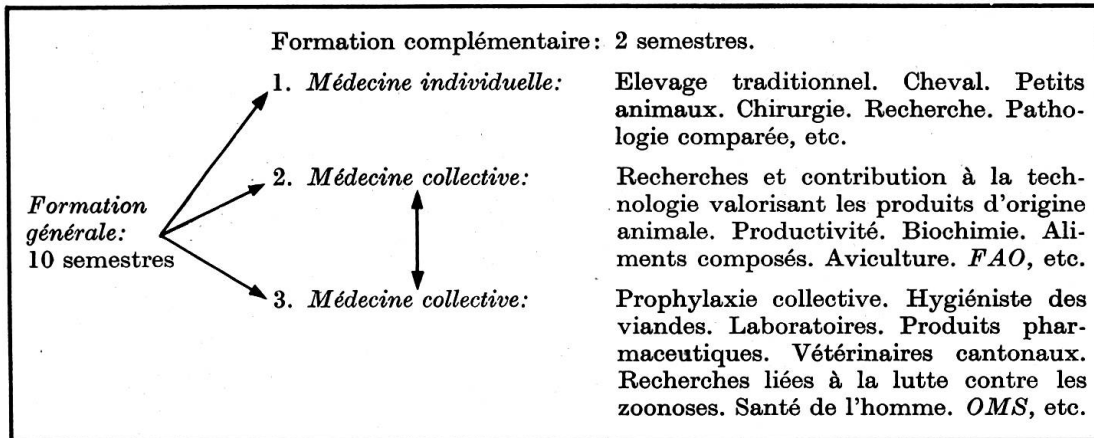 Formation complémentaire: 2 semestres.
1. Médecine individuelle:
Elevage traditionnel. Cheval. Petits
animaux. Chirurgie. Recherche. Patho-
logie comparée, etc.
Formation
générale:
10 semestres
2. Médecine collective:
Recherches et contribution à la tech-
nologie valorisant les produits d'origine
animale. Productivité. Biochimie. Ali-
ments composés. Aviculture. FAO, etc.
3. Médecine collective:
Prophylaxie collective. Hygiéniste des
viandes. Laboratoires. Produits phar-
maceutiques. Vétérinaires cantonaux.
Recherches liées à la lutte contre les
zoonoses. Santé de l'homme. OMS, etc.